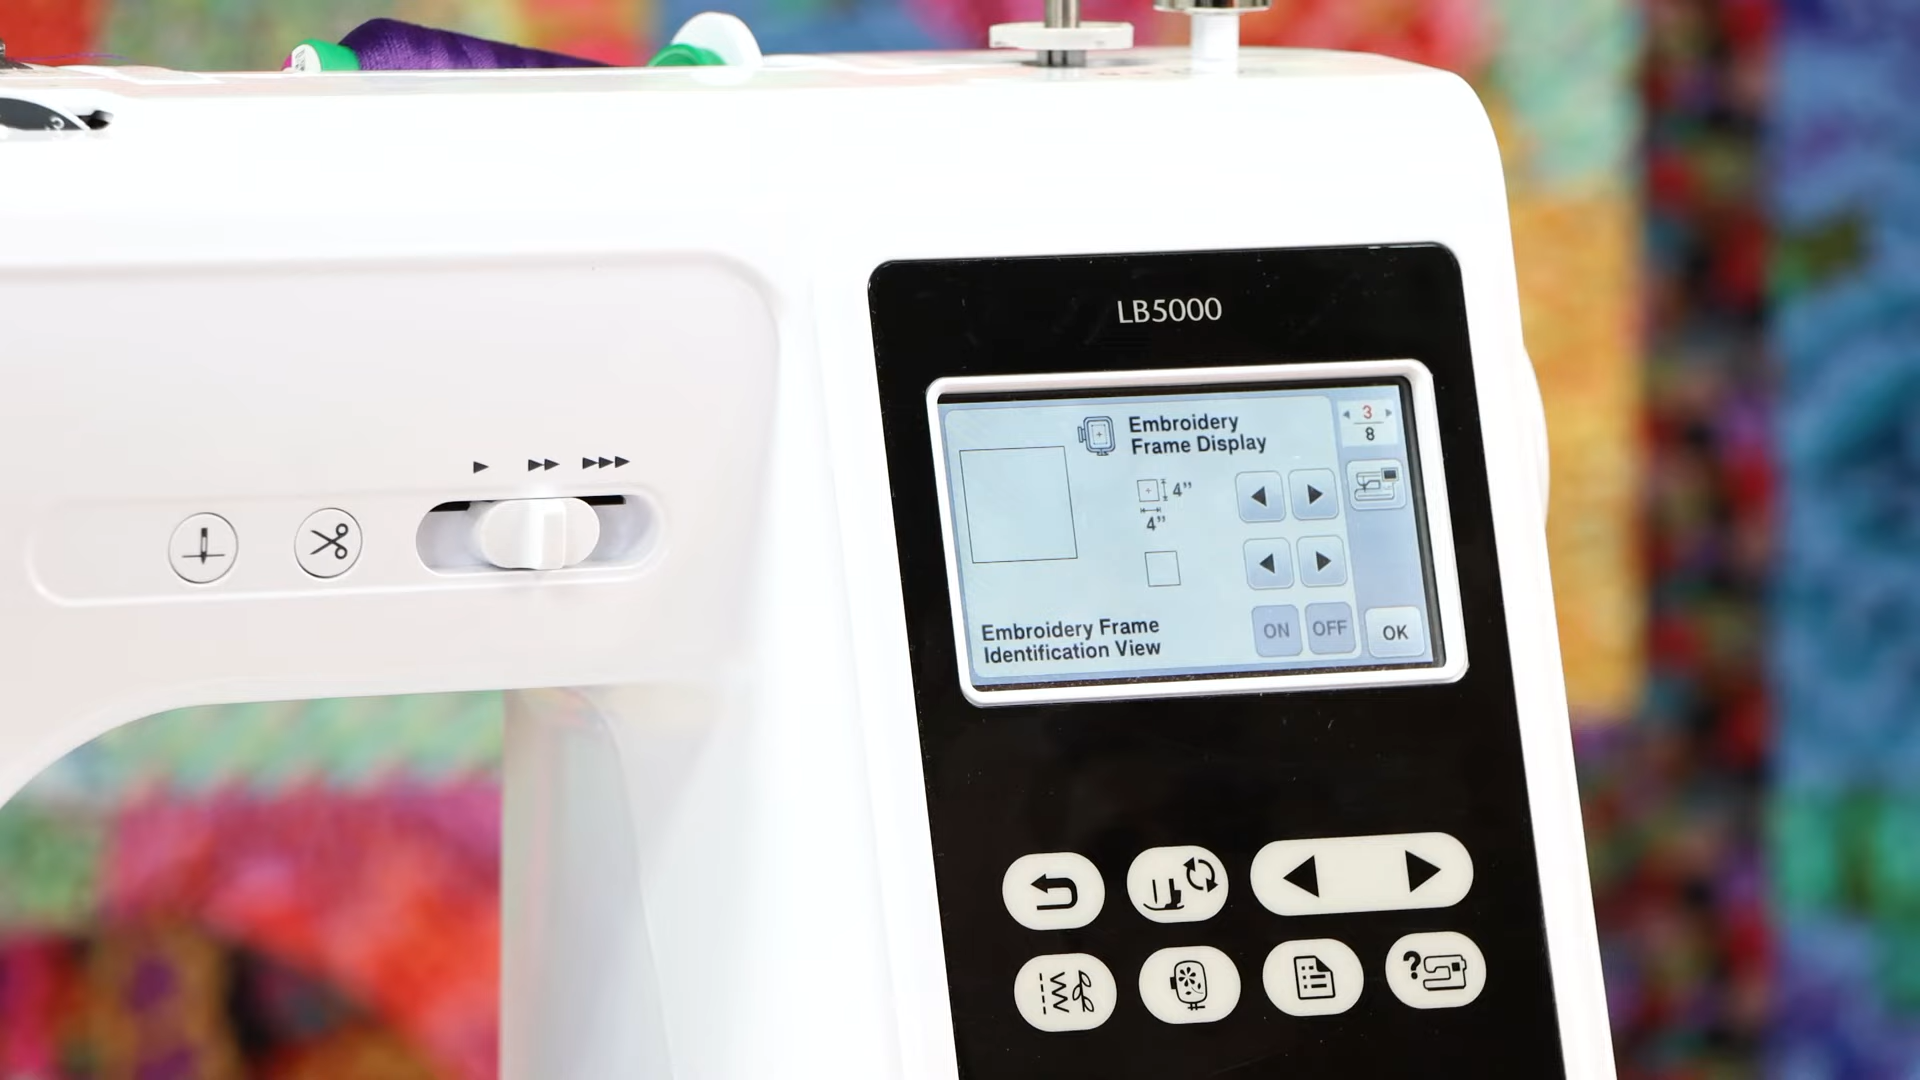 LB5000
Embroidery
Frame Display
3
8
4”
4”
Embroidery Frame
Identification View
ON
OFF
OK
?